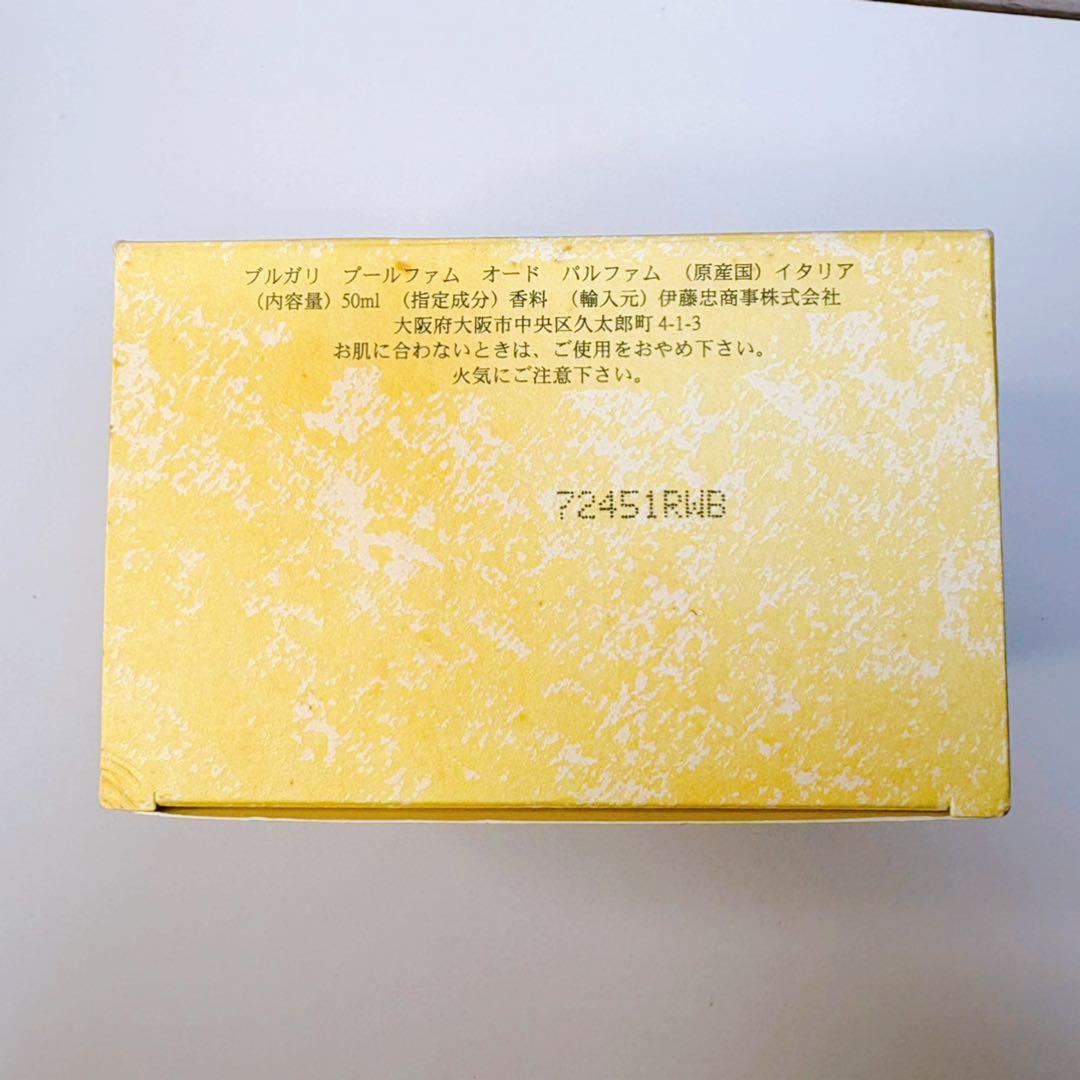 ブルガリ　プールファム　オード　パルファム　（原産国）イタリア
（内容量）50ml　（指定成分）香料　（輸入元）伊藤忠商事株式会社
大阪府大阪市中央区久太郎町 4-1-3
お肌に合わないときは、ご使用をおやめ下さい。
火気にご注意下さい。
72451RWB